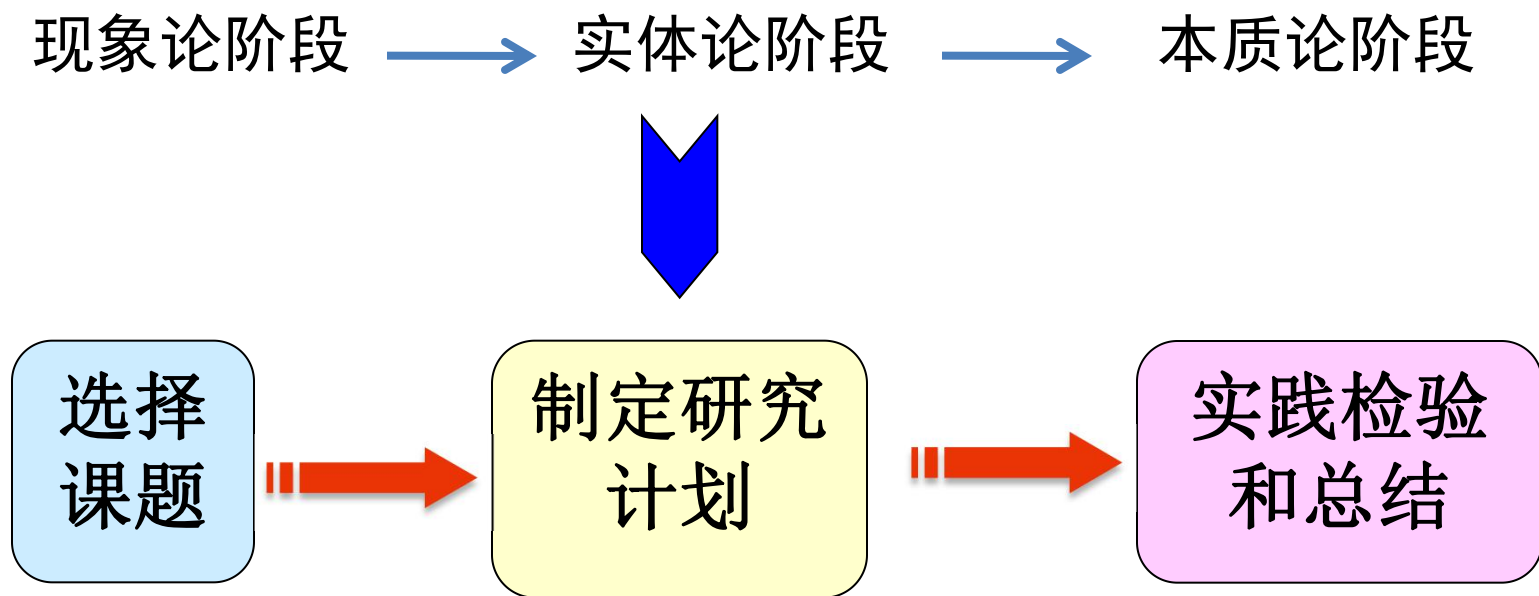 现象论阶段 实体论阶段 本质论阶段
选择
课题
制定研究
计划
实践检验
和总结